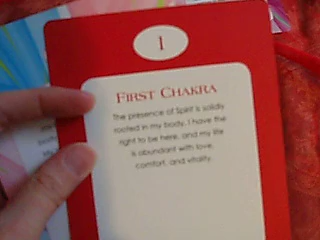 1
First Chakra
The presence of Spirit is solidly
rooted in my body. I have the
right to be here, and my life
is abundant with love,
comfort, and vitality.